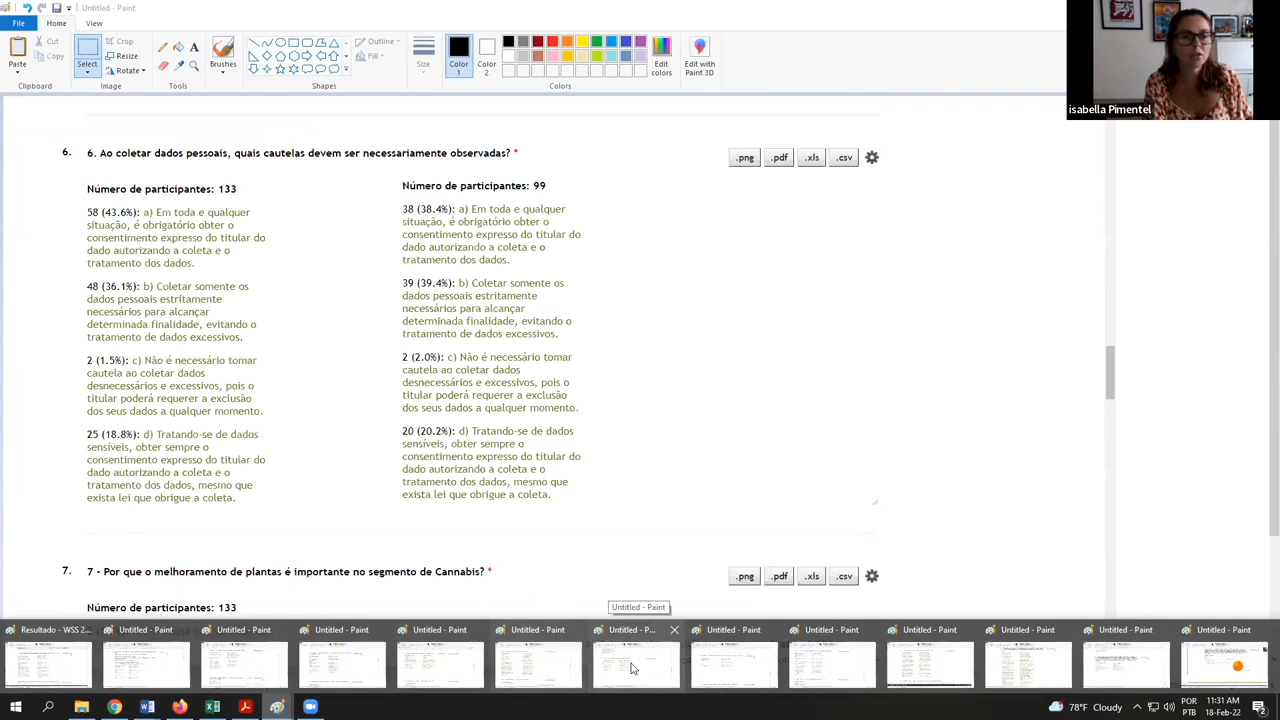 Untitled - Paint
File
Home
View
Paste
Cut
Copy
Clipboard
Select
Crop
Resize
Rotate
Image
Tools
Brushes
Shapes
Outline
Fill
Size
Color 1
Color 2
Edit colors
Edit with Paint 3D
Colors
isabella Pimentel
6.
6. Ao coletar dados pessoais, quais cautelas devem ser necessariamente observadas? *
.png
.pdf
.xls
.csv
Número de participantes: 133
58 (43.6%): a) Em toda e qualquer
situação, é obrigatório obter o
consentimento expresso do titular do
dado autorizando a coleta e o
tratamento dos dados.
48 (36.1%): b) Coletar somente os
dados pessoais estritamente
necessários para alcançar
determinada finalidade, evitando o
tratamento de dados excessivos.
2 (1.5%): c) Não é necessário tomar
cautela ao coletar dados
desnecessários e excessivos, pois o
titular poderá requerer a exclusão
dos seus dados a qualquer momento.
25 (18.8%): d) Tratando-se de dados
sensíveis, obter sempre o
consentimento expresso do titular do
dado autorizando a coleta e o
tratamento dos dados, mesmo que
exista lei que obrigue a coleta.
Número de participantes: 99
38 (38.4%): a) Em toda e qualquer
situação, é obrigatório obter o
consentimento expresso do titular do
dado autorizando a coleta e o
tratamento dos dados.
39 (39.4%): b) Coletar somente os
dados pessoais estritamente
necessários para alcançar
determinada finalidade, evitando o
tratamento de dados excessivos.
2 (2.0%): c) Não é necessário tomar
cautela ao coletar dados
desnecessários e excessivos, pois o
titular poderá requerer a exclusão
dos seus dados a qualquer momento.
20 (20.2%): d) Tratando-se de dados
sensíveis, obter sempre o
consentimento expresso do titular do
dado autorizando a coleta e o
tratamento dos dados, mesmo que
exista lei que obrigue a coleta.
7.
7 - Por que o melhoramento de plantas é importante no segmento de Cannabis? *
.png
.pdf
.xls
.csv
Número de participantes: 133
Untitled - Paint
Resultado - WSS 2...
Untitled - Paint
Untitled - Paint
Untitled - Paint
Untitled - Paint
Untitled - Paint
Untitled - P...
Untitled - Paint
Untitled - Paint
Untitled - Paint
Untitled - Paint
Untitled - Paint
Untitled - Paint
78°F Cloudy
POR
PTB
11:31 AM
18-Feb-22
2